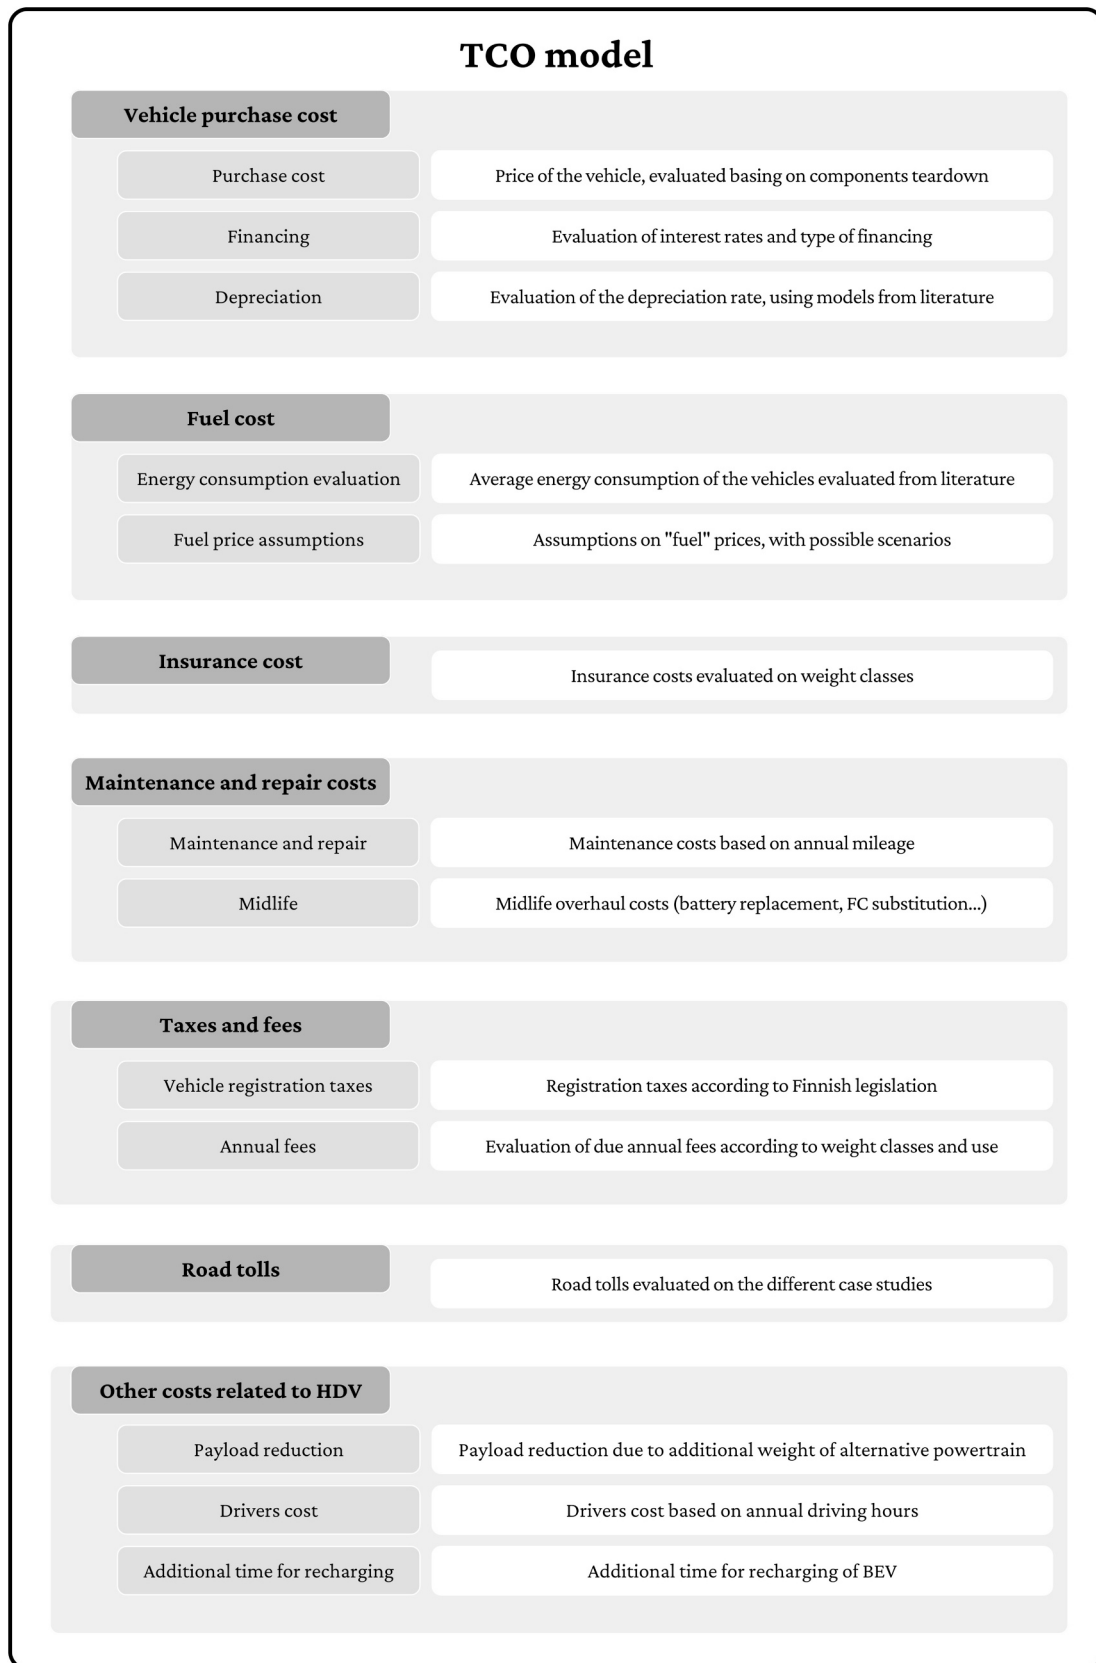 TCO model
Vehicle purchase cost
Purchase cost
Price of the vehicle, evaluated basing on components teardown
Financing
Evaluation of interest rates and type of financing
Depreciation
Evaluation of the depreciation rate, using models from literature
Fuel cost
Energy consumption evaluation
Average energy consumption of the vehicles evaluated from literature
Fuel price assumptions
Assumptions on "fuel" prices, with possible scenarios
Insurance cost
Insurance costs evaluated on weight classes
Maintenance and repair costs
Maintenance and repair
Maintenance costs based on annual mileage
Midlife
Midlife overhaul costs (battery replacement, FC substitution...)
Taxes and fees
Vehicle registration taxes
Registration taxes according to Finnish legislation
Annual fees
Evaluation of due annual fees according to weight classes and use
Road tolls
Road tolls evaluated on the different case studies
Other costs related to HDV
Payload reduction
Payload reduction due to additional weight of alternative powertrain
Drivers cost
Drivers cost based on annual driving hours
Additional time for recharging
Additional time for recharging of BEV